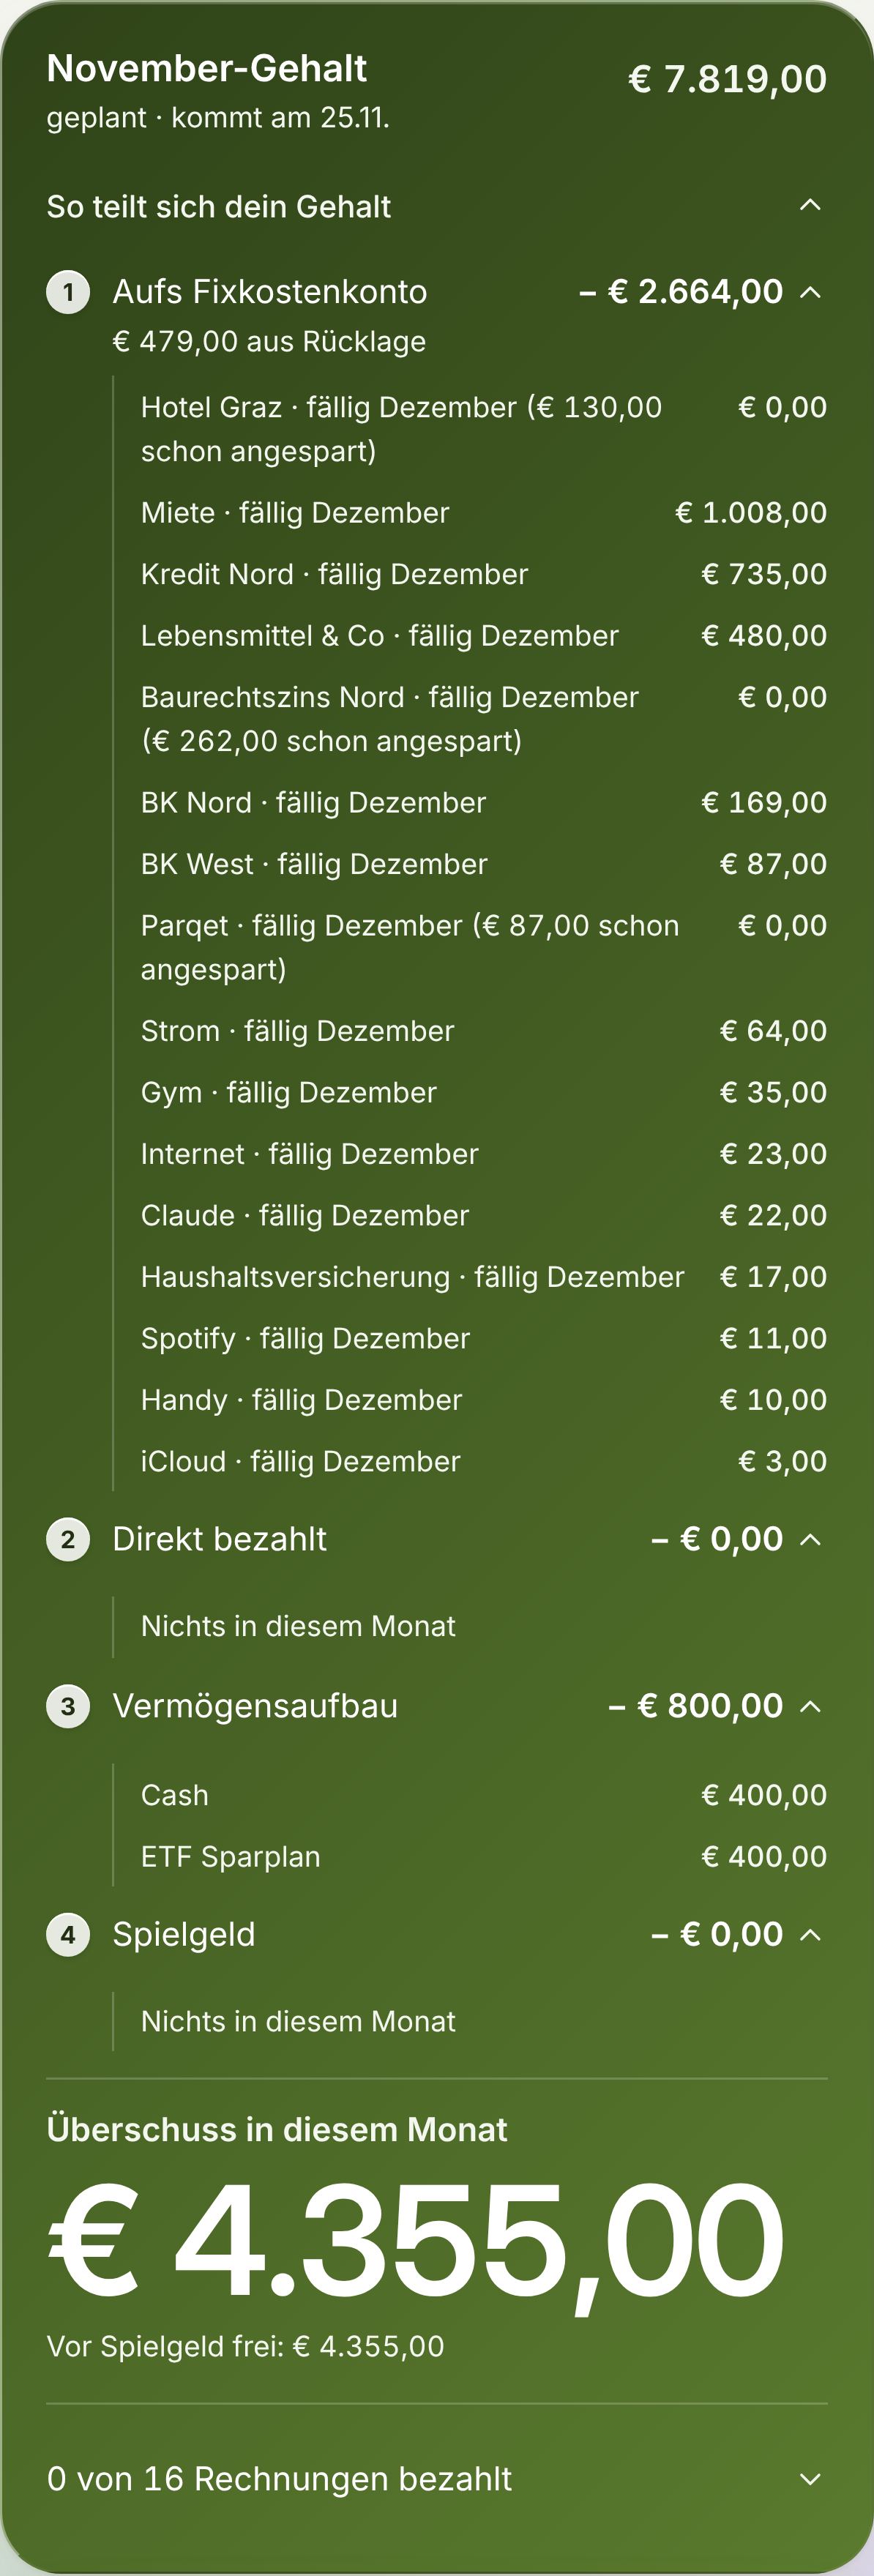 November-Gehalt
€ 7.819,00
geplant · kommt am 25.11.
So teilt sich dein Gehalt
1 Aufs Fixkostenkonto – € 2.664,00
€ 479,00 aus Rücklage
Hotel Graz · fällig Dezember (€ 130,00 € 0,00
schon angespart)
Miete · fällig Dezember € 1.008,00
Kredit Nord · fällig Dezember € 735,00
Lebensmittel & Co · fällig Dezember € 480,00
Baurechtszins Nord · fällig Dezember € 0,00
(€ 262,00 schon angespart)
BK Nord · fällig Dezember € 169,00
BK West · fällig Dezember € 87,00
Parqet · fällig Dezember (€ 87,00 schon € 0,00
angespart)
Strom · fällig Dezember € 64,00
Gym · fällig Dezember € 35,00
Internet · fällig Dezember € 23,00
Claude · fällig Dezember € 22,00
Haushaltsversicherung · fällig Dezember € 17,00
Spotify · fällig Dezember € 11,00
Handy · fällig Dezember € 10,00
iCloud · fällig Dezember € 3,00
2 Direkt bezahlt – € 0,00
Nichts in diesem Monat
3 Vermögensaufbau – € 800,00
Cash € 400,00
ETF Sparplan € 400,00
4 Spielgeld – € 0,00
Nichts in diesem Monat
Überschuss in diesem Monat
€ 4.355,00
Vor Spielgeld frei: € 4.355,00
0 von 16 Rechnungen bezahlt